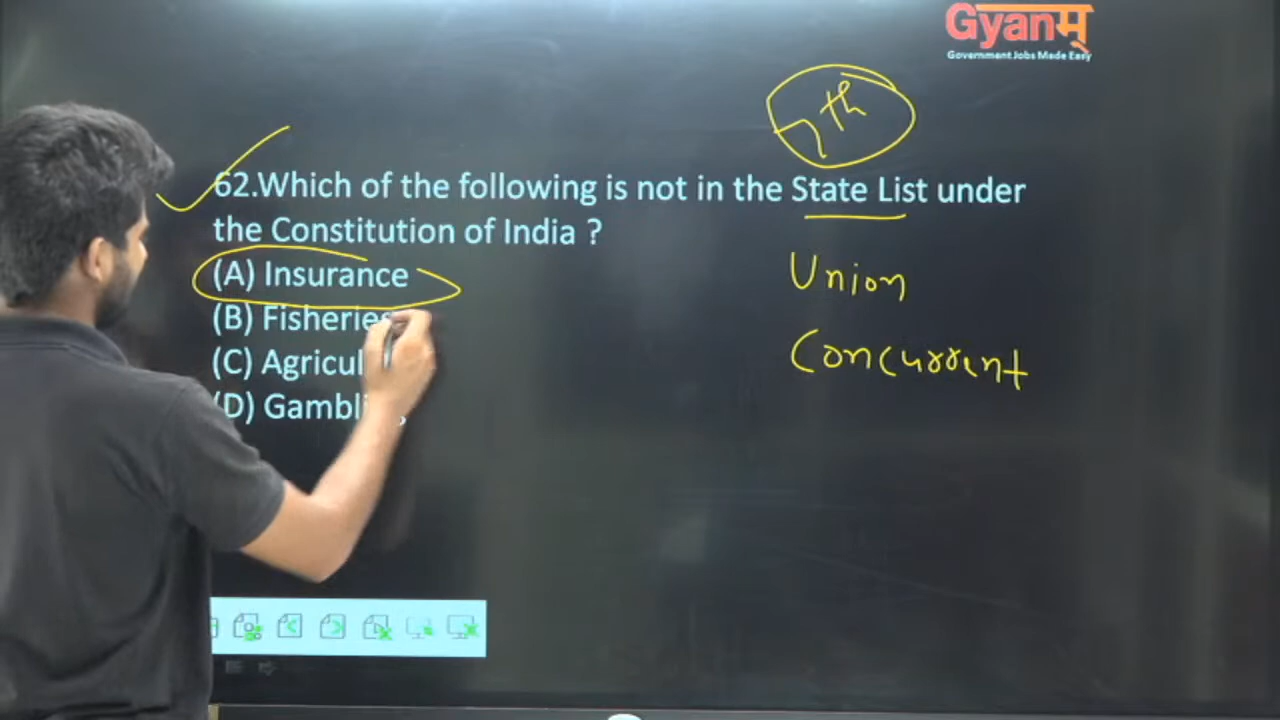 Gyanम्
Government Jobs Made Easy
7th
62.Which of the following is not in the State List under
the Constitution of India ?
(A) Insurance
(B) Fisheries
(C) Agricul
(D) Gambling
Union
Concurrent